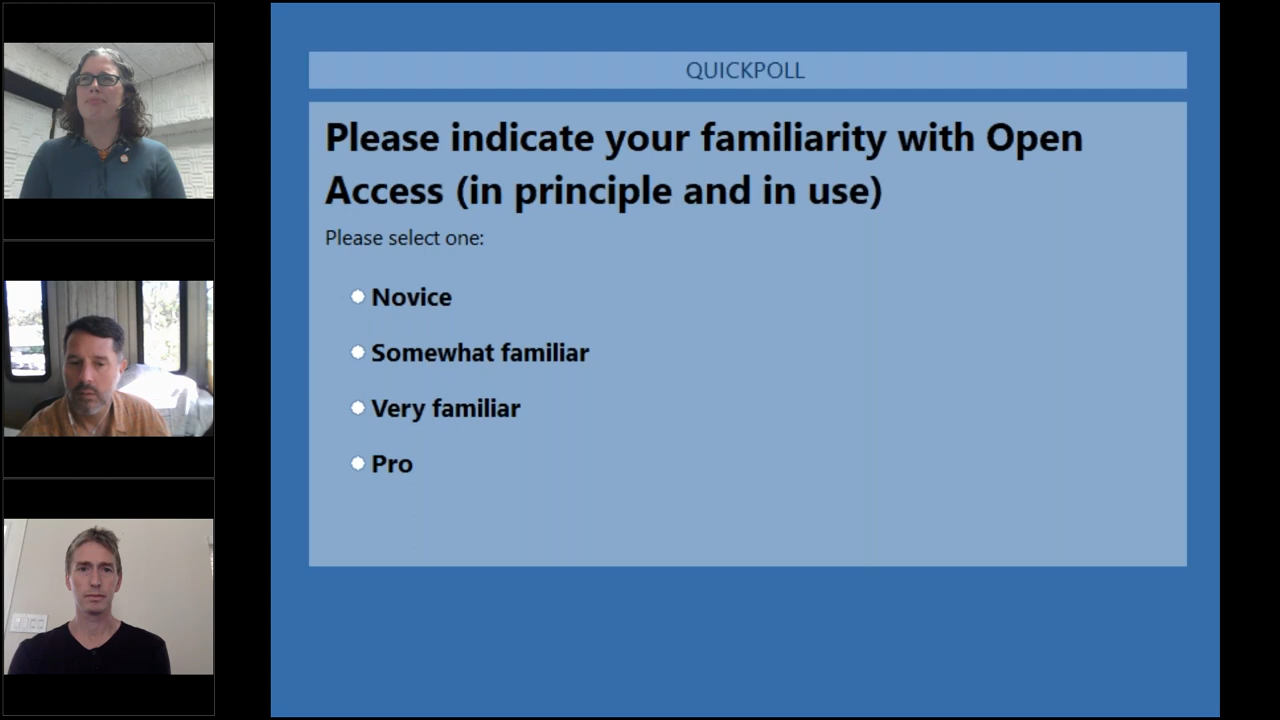 QUICKPOLL
Please indicate your familiarity with Open
Access (in principle and in use)
Please select one:
Novice
Somewhat familiar
Very familiar
Pro